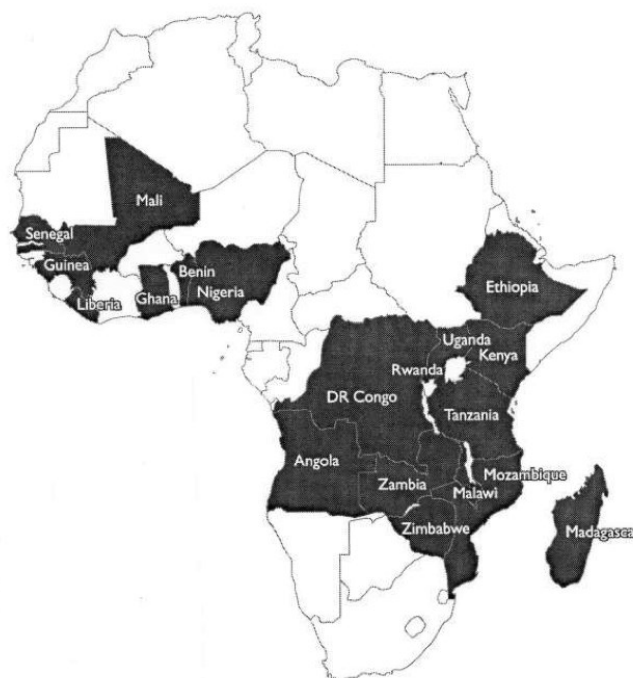 Mali
Senegal
Guinea
Benin
Liberia
Ghana
Nigeria
Ethiopia
Uganda
Kenya
Rwanda
DR Congo
Tanzania
Angola
Mozambique
Zambia
Malawi
Zimbabwe
Madagasca